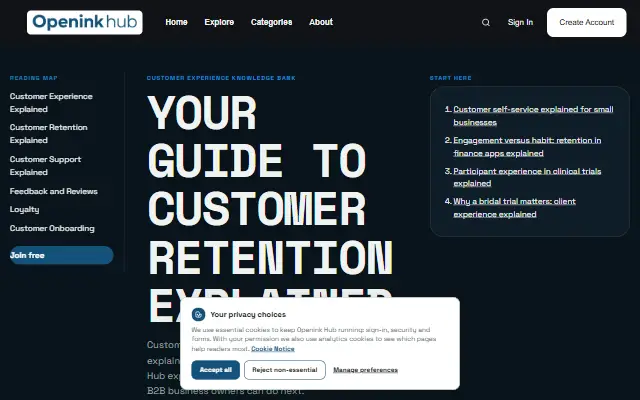 Openink hub
Home
Explore
Categories
About
Sign In
Create Account
READING MAP
Customer Experience
Explained
Customer Retention
Explained
Customer Support
Explained
Feedback and Reviews
Loyalty
Customer Onboarding
Join free
CUSTOMER EXPERIENCE KNOWLEDGE BANK
YOUR
GUIDE TO
CUSTOMER
RETENTION
EXPLAINED
Custom
explain
Hub exp
B2B business owners can do next.
START HERE
1. Customer self-service explained for small
businesses
2. Engagement versus habit: retention in
finance apps explained
3. Participant experience in clinical trials
explained
4. Why a bridal trial matters: client
experience explained
Your privacy choices
We use essential cookies to keep Openink Hub running: sign-in, security and
forms. With your permission we also use analytics cookies to see which pages
help readers most. Cookie Notice
Accept all
Reject non-essential
Manage preferences